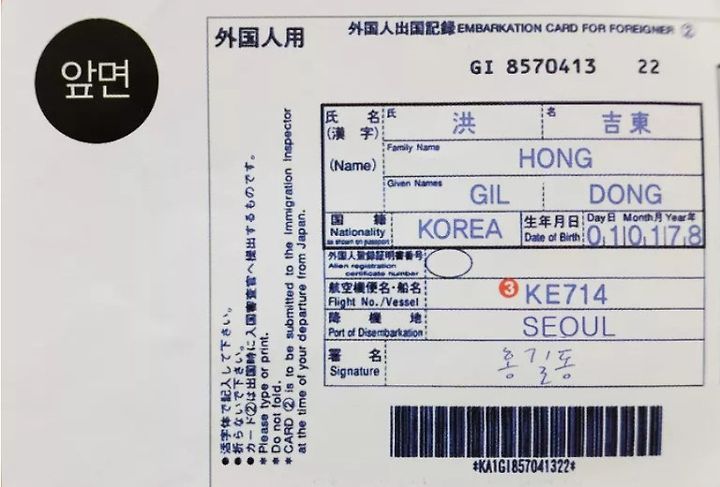 앞면
外国人用
外国人出国記録 EMBARKATION CARD FOR FOREIGNER ②
GI 8570413 22
氏 名 (漢 字) (Name)
氏 洪 名 吉東
Family Name HONG
Given Names GIL DONG
国 籍 Nationality as shown on passport KOREA 生年月日 Date of Birth Day日 Month月 Year年 0 1 0 1 7 8
外国人登録証明書番号 Alien registration certificate number
航空機便名・船名 Flight No./Vessel ❸ KE714
降 機 地 Port of Disembarkation SEOUL
署 名 Signature 홍길동
*KA1GI857041322*
●活字体で記入して下さい。
●折らないで下さい。
●カード②は出国時に入国審査官へ提出するものです。
* Please type or print.
* Do not fold.
* CARD ② is to be submitted to the Immigration Inspector
at the time of your departure from Japan.